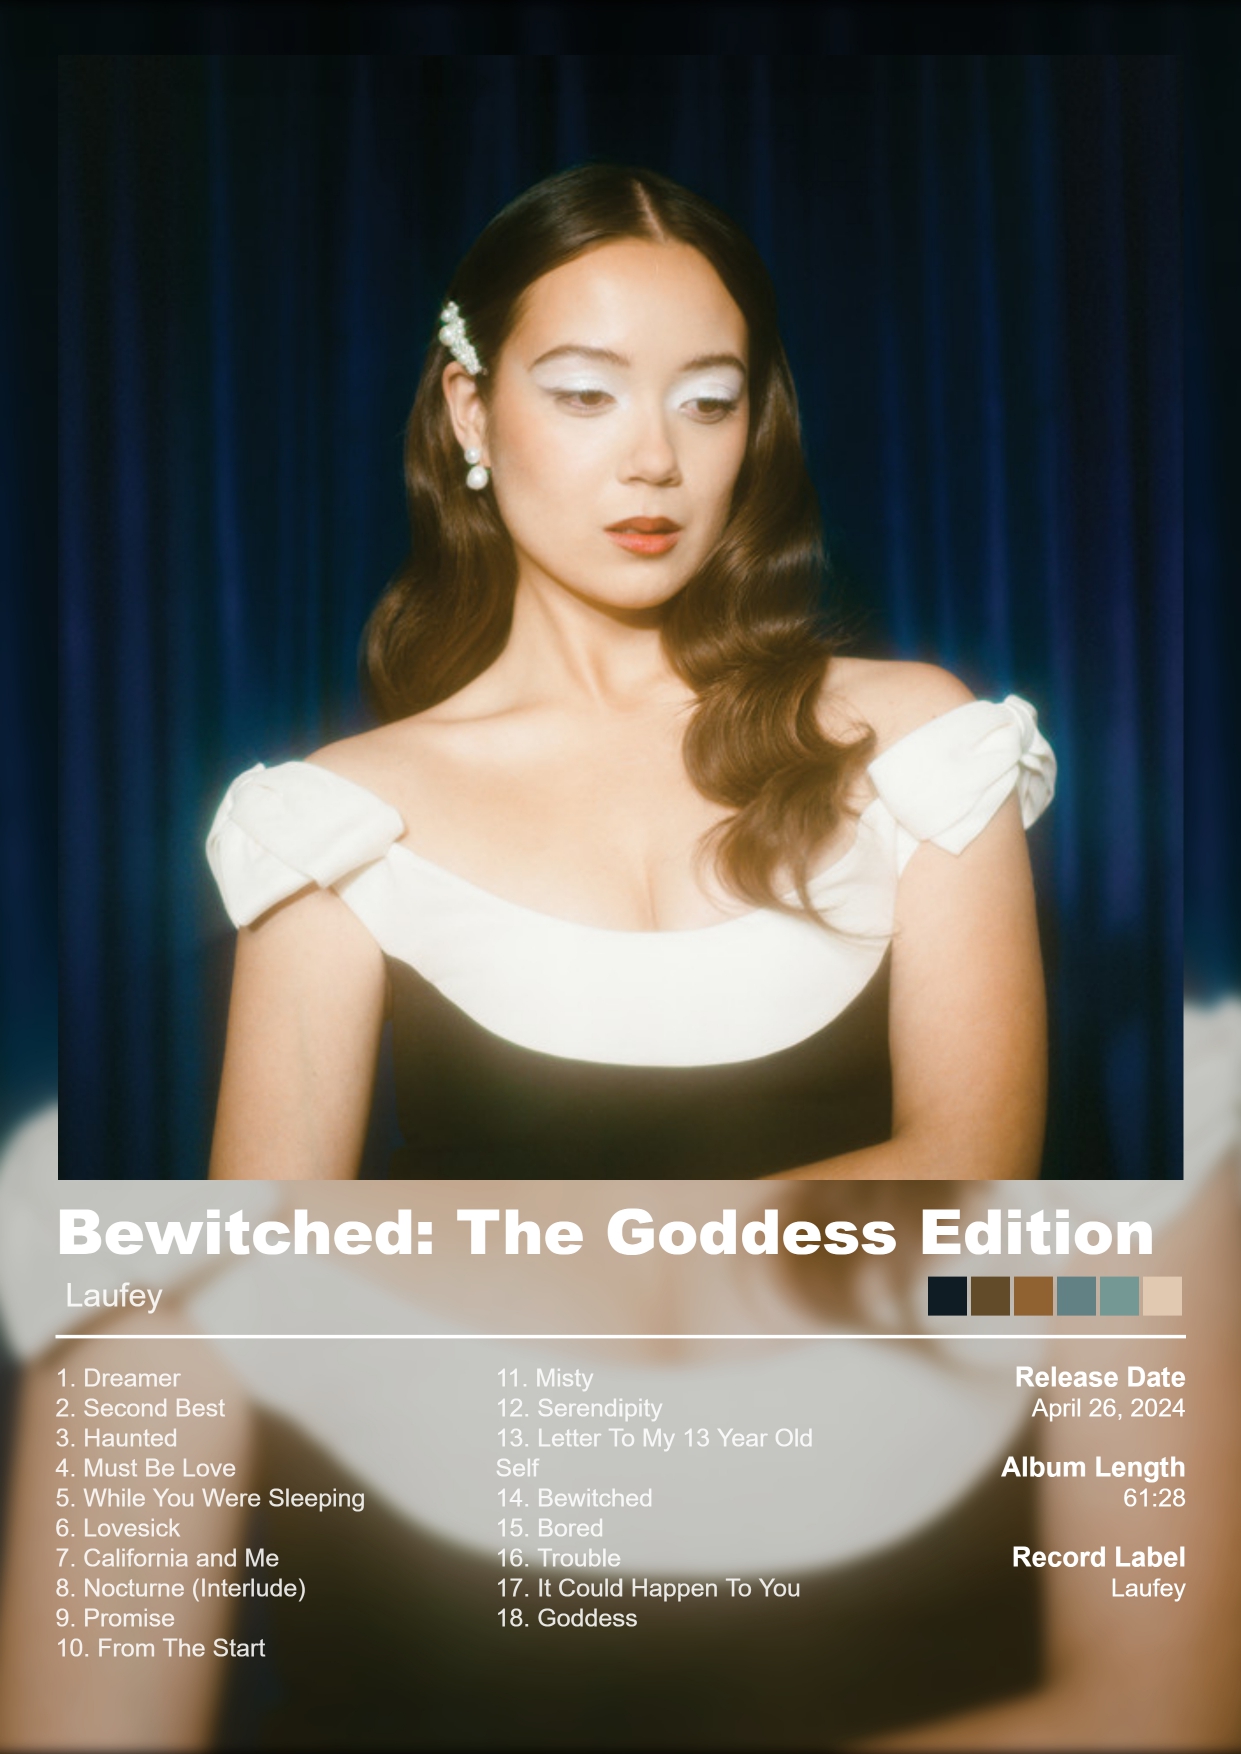 Bewitched: The Goddess Edition
Laufey
1. Dreamer
2. Second Best
3. Haunted
4. Must Be Love
5. While You Were Sleeping
6. Lovesick
7. California and Me
8. Nocturne (Interlude)
9. Promise
10. From The Start
11. Misty
12. Serendipity
13. Letter To My 13 Year Old
Self
14. Bewitched
15. Bored
16. Trouble
17. It Could Happen To You
18. Goddess
Release Date
April 26, 2024
Album Length
61:28
Record Label
Laufey